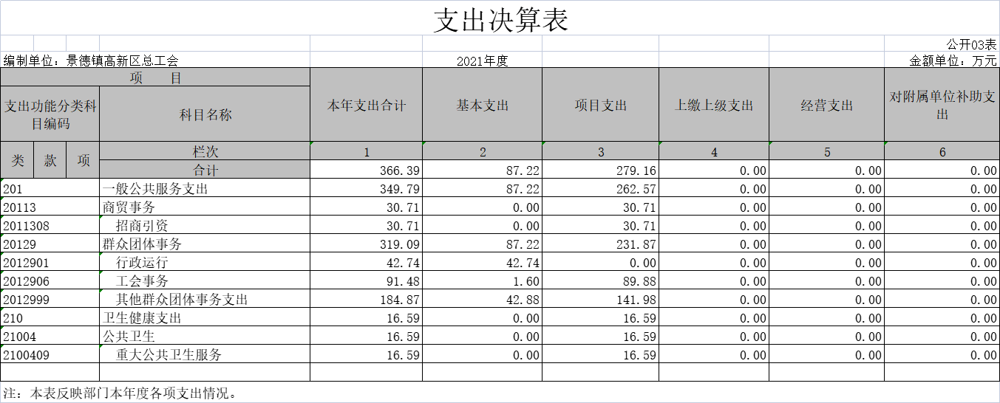 支出决算表
公开03表
编制单位：景德镇高新区总工会 2021年度 金额单位：万元
项 目
支出功能分类科目编码 科目名称 本年支出合计 基本支出 项目支出 上缴上级支出 经营支出 对附属单位补助支出
类 款 项 栏次 1 2 3 4 5 6
合计 366.39 87.22 279.16 0.00 0.00 0.00
201 一般公共服务支出 349.79 87.22 262.57 0.00 0.00 0.00
20113 商贸事务 30.71 0.00 30.71 0.00 0.00 0.00
2011308 招商引资 30.71 0.00 30.71 0.00 0.00 0.00
20129 群众团体事务 319.09 87.22 231.87 0.00 0.00 0.00
2012901 行政运行 42.74 42.74 0.00 0.00 0.00 0.00
2012906 工会事务 91.48 1.60 89.88 0.00 0.00 0.00
2012999 其他群众团体事务支出 184.87 42.88 141.98 0.00 0.00 0.00
210 卫生健康支出 16.59 0.00 16.59 0.00 0.00 0.00
21004 公共卫生 16.59 0.00 16.59 0.00 0.00 0.00
2100409 重大公共卫生服务 16.59 0.00 16.59 0.00 0.00 0.00
注：本表反映部门本年度各项支出情况。